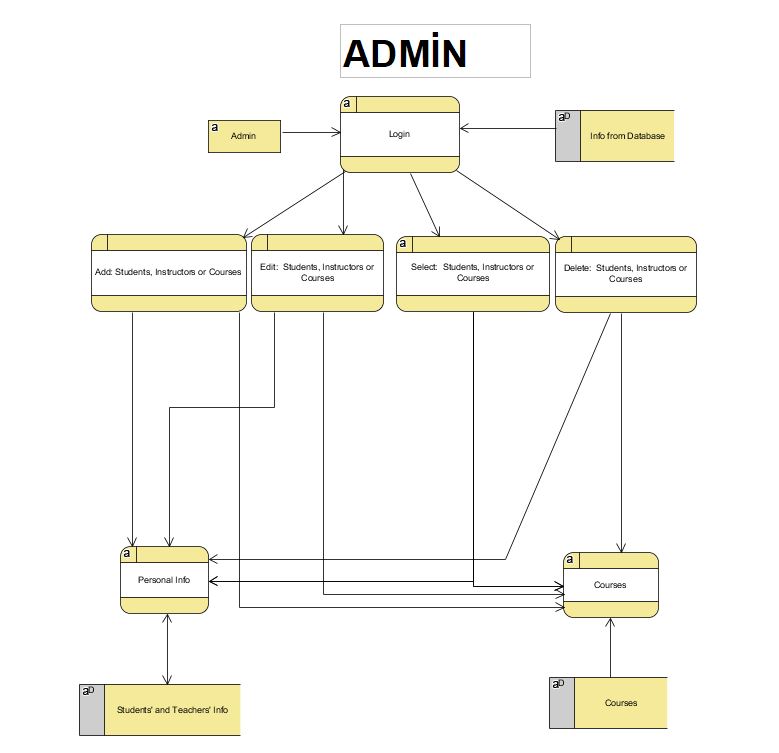 ADMİN
a
Login
a
Admin
aD
Info from Database
Add: Students, Instructors or Courses
Edit: Students, Instructors or
Courses
a
Select: Students, Instructors or
Courses
Delete: Students, Instructors or
Courses
a
Personal Info
a
Courses
aD
Students' and Teachers' Info
aD
Courses